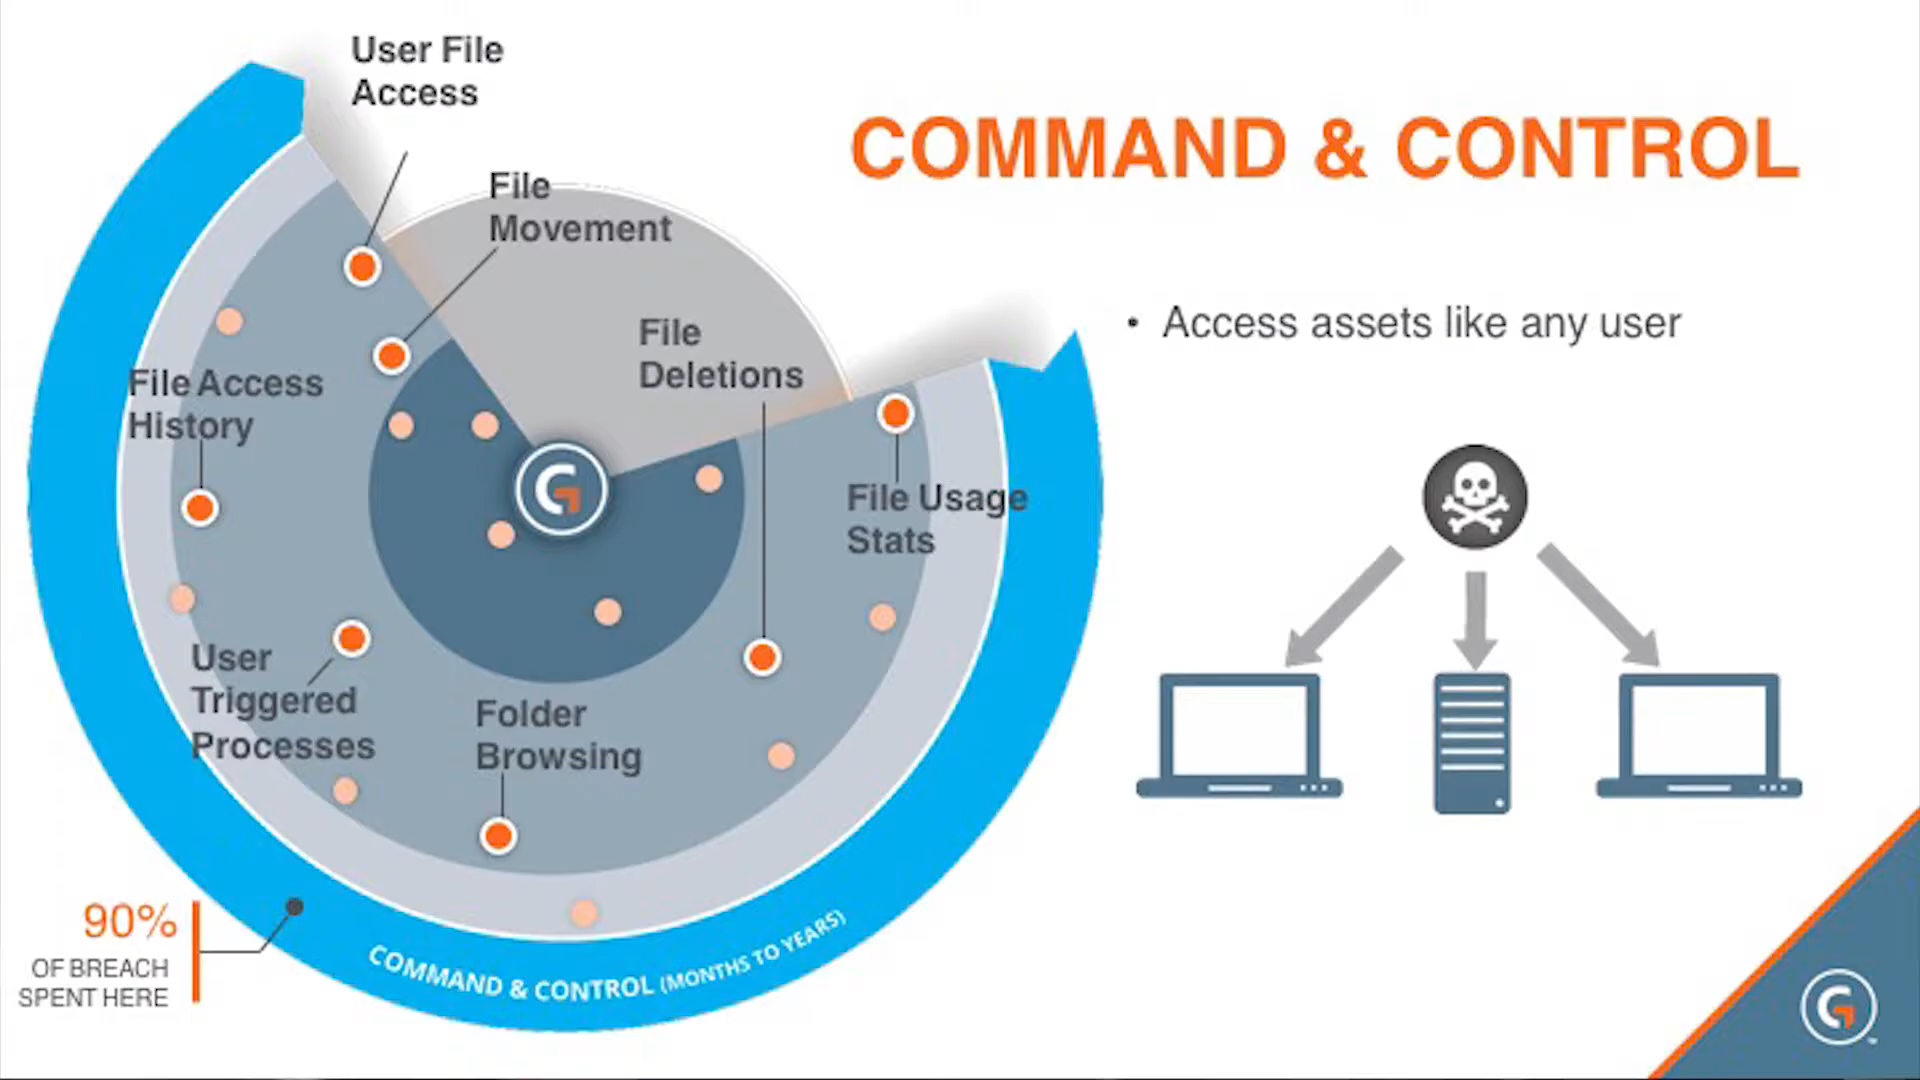 User File
Access
COMMAND & CONTROL
File
Movement
• Access assets like any user
File
Deletions
File Access
History
File Usage
Stats
User
Triggered
Processes
Folder
Browsing
90%
OF BREACH
SPENT HERE
COMMAND & CONTROL (MONTHS TO YEARS)